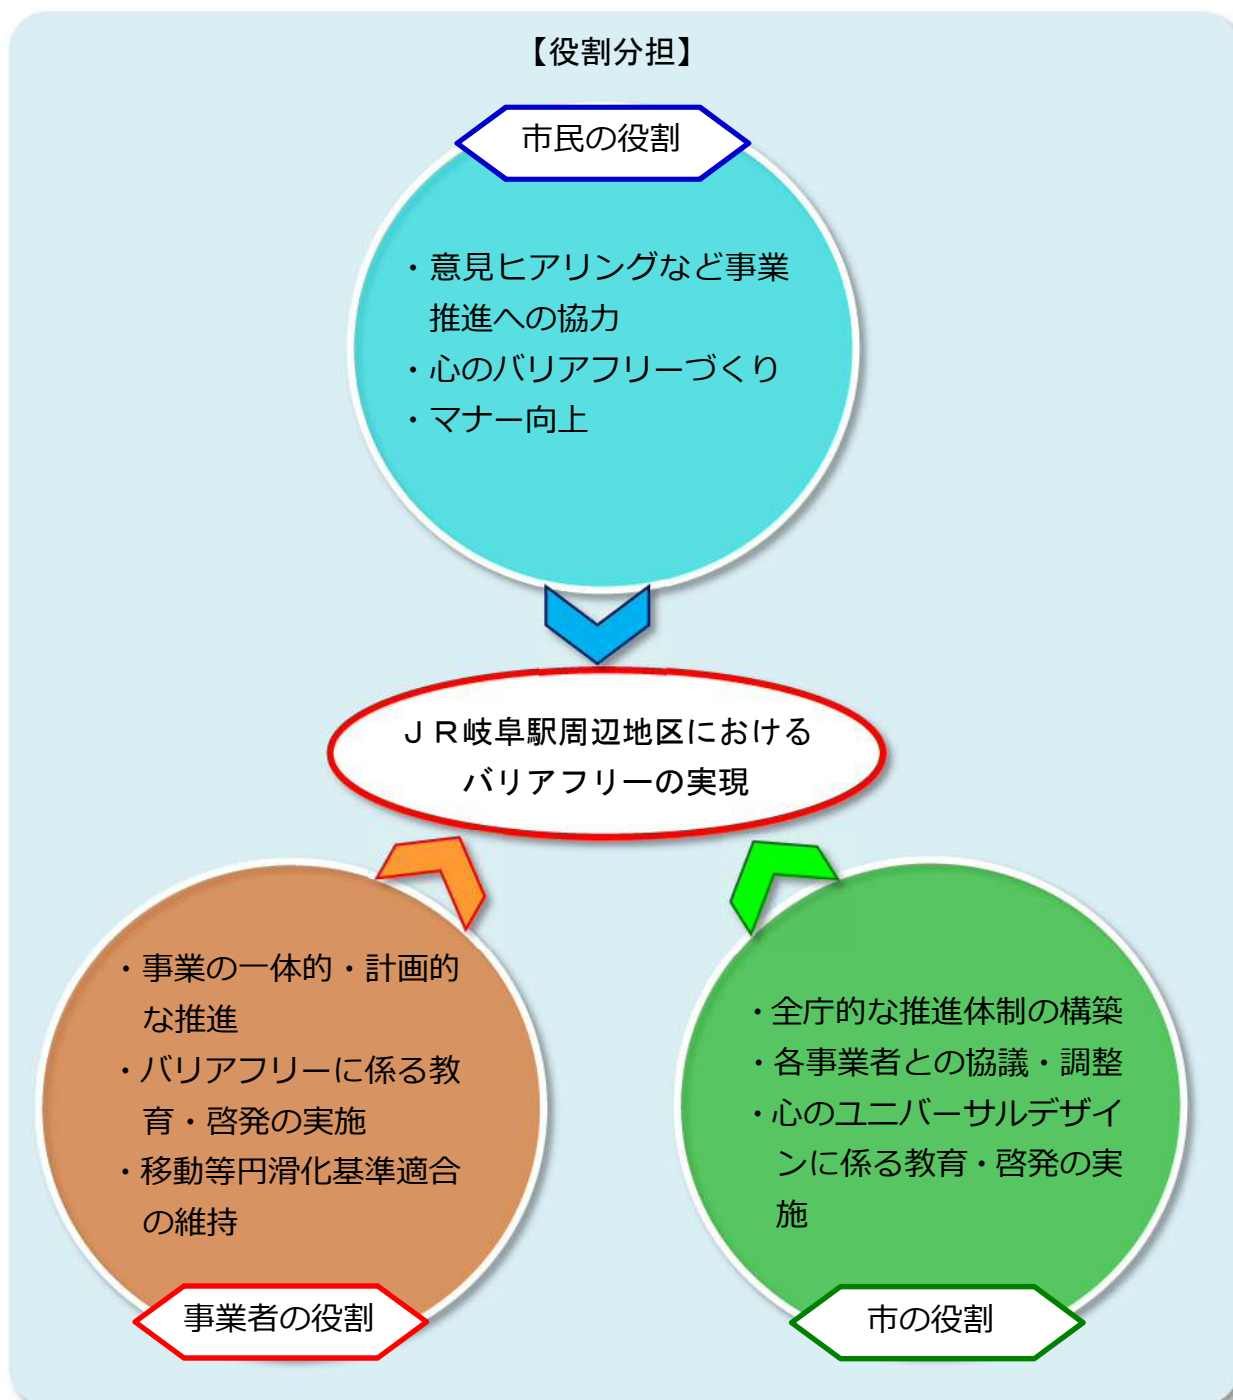 【役割分担】
市民の役割
・意見ヒアリングなど事業
推進への協力
・心のバリアフリーづくり
・マナー向上
ＪＲ岐阜駅周辺地区における
バリアフリーの実現
・事業の一体的・計画的
な推進
・バリアフリーに係る教
育・啓発の実施
・移動等円滑化基準適合
の維持
事業者の役割
・全庁的な推進体制の構築
・各事業者との協議・調整
・心のユニバーサルデザイ
ンに係る教育・啓発の実
施
市の役割